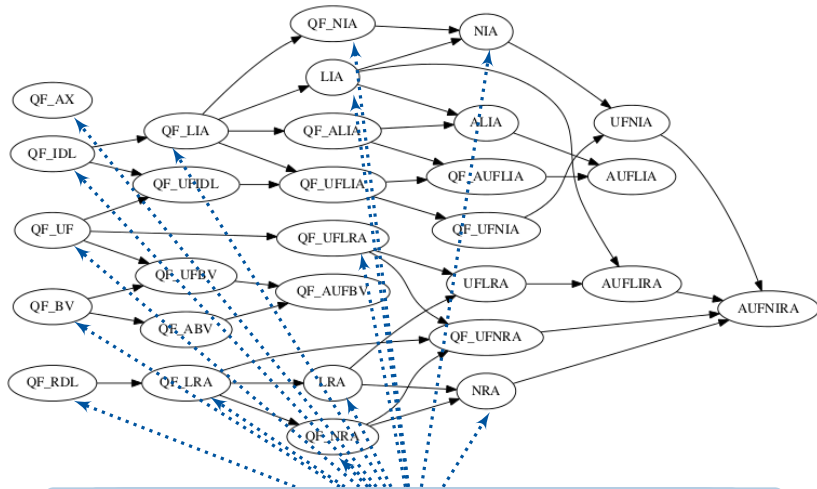 QF_NIA
NIA
LIA
QF_AX
QF_LIA
QF_ALIA
ALIA
UFNIA
QF_IDL
QF_UFIDL
QF_UFLIA
QF_AUFLIA
AUFLIA
QF_UF
QF_UFLRA
QF_UFNIA
QF_UFBV
QF_AUFBV
UFLRA
AUFLIRA
QF_BV
QF_ABV
QF_UFNRA
AUFNIRA
QF_RDL
QF_LRA
LRA
NRA
QF_NRA